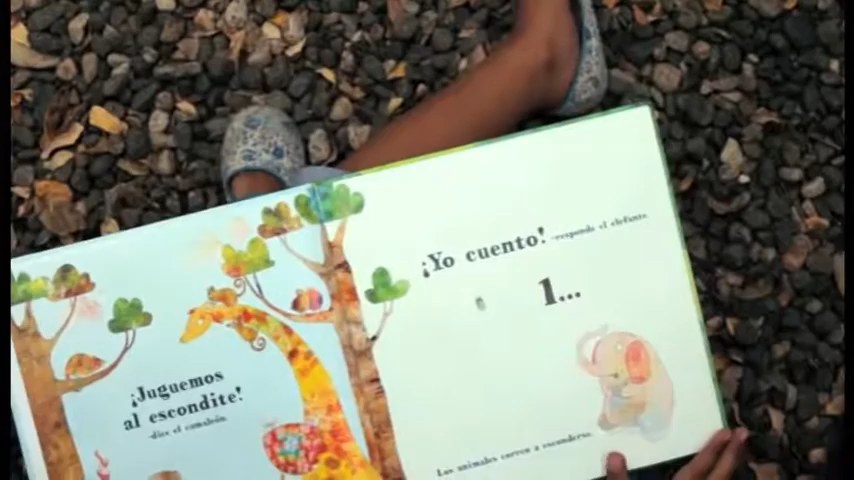 ¡Juguemos
al escondite!
-dice el camaleón.
¡Yo cuento! -responde el elefante.
1...
Los animales corren a esconderse.